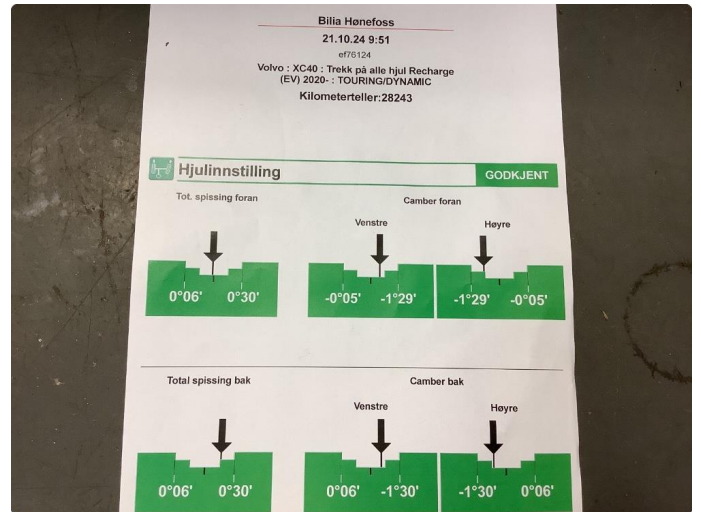 Bilia Hønefoss
21.10.24 9:51
ef76124
Volvo : XC40 : Trekk på alle hjul Recharge
(EV) 2020- : TOURING/DYNAMIC
Kilometerteller:28243
Hjulinnstilling
GODKJENT
Tot. spissing foran
Camber foran
Venstre
Høyre
0°06' 0°30'
-0°05' -1°29'
-1°29' -0°05'
Total spissing bak
Camber bak
Venstre
Høyre
0°06' 0°30'
0°06' -1°30'
-1°30' 0°06'